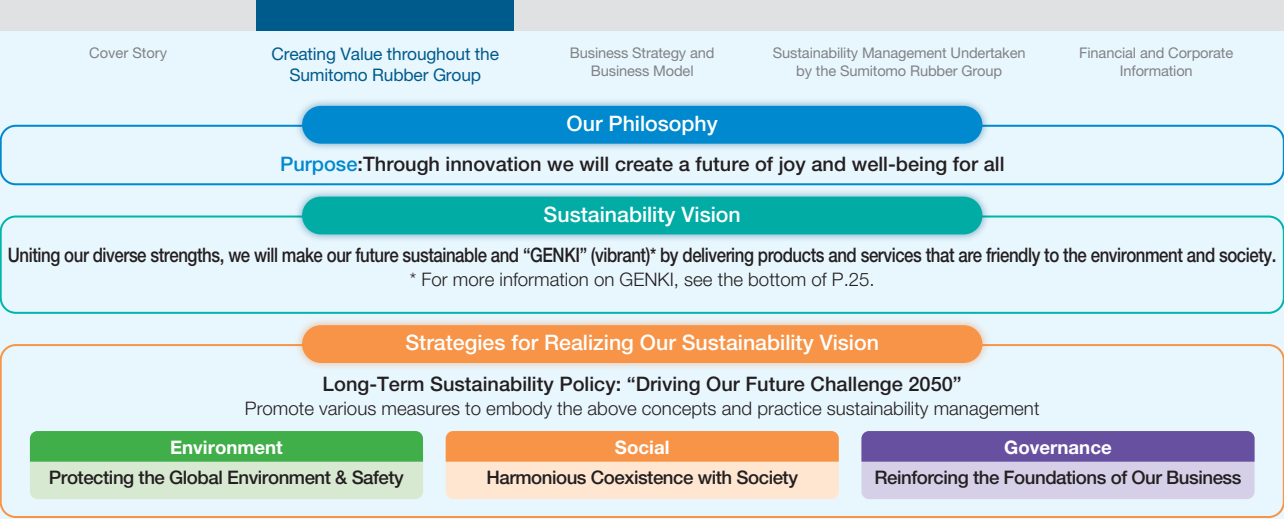 Cover Story
Creating Value throughout the
Sumitomo Rubber Group
Business Strategy and
Business Model
Sustainability Management Undertaken
by the Sumitomo Rubber Group
Financial and Corporate
Information
Our Philosophy
Purpose:Through innovation we will create a future of joy and well-being for all
Sustainability Vision
Uniting our diverse strengths, we will make our future sustainable and “GENKI” (vibrant)* by delivering products and services that are friendly to the environment and society.
* For more information on GENKI, see the bottom of P.25.
Strategies for Realizing Our Sustainability Vision
Long-Term Sustainability Policy: “Driving Our Future Challenge 2050”
Promote various measures to embody the above concepts and practice sustainability management
Environment
Protecting the Global Environment & Safety
Social
Harmonious Coexistence with Society
Governance
Reinforcing the Foundations of Our Business